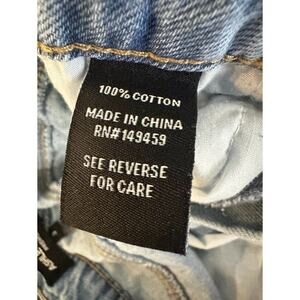 100% COTTON
MADE IN CHINA
RN#149459
SEE REVERSE
FOR CARE